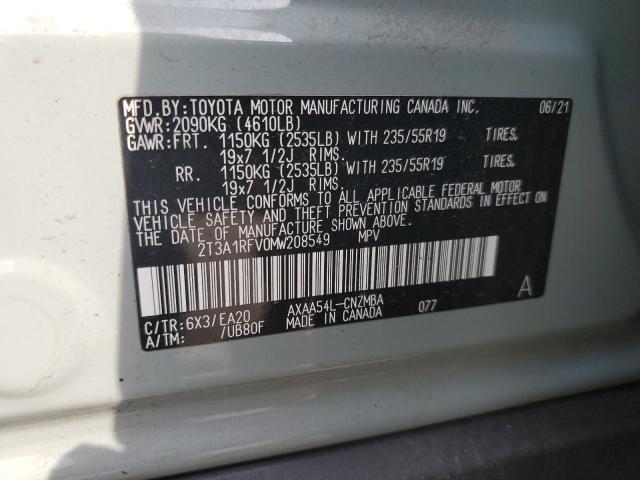 MFD.BY:TOYOTA MOTOR MANUFACTURING CANADA INC. 06/21
GVWR:2090KG (4610LB)
GAWR:FRT. 1150KG (2535LB) WITH 235/55R19 TIRES.
19x7 1/2J RIMS.
RR. 1150KG (2535LB) WITH 235/55R19 TIRES.
19x7 1/2J RIMS.
THIS VEHICLE CONFORMS TO ALL APPLICABLE FEDERAL MOTOR
VEHICLE SAFETY AND THEFT PREVENTION STANDARDS IN EFFECT ON
THE DATE OF MANUFACTURE SHOWN ABOVE.
2T3A1RFV0MW208549 MPV
C/TR:6X3/EA20 AXAA54L-CNZMBA 077 A
A/TM: /UB80F MADE IN CANADA